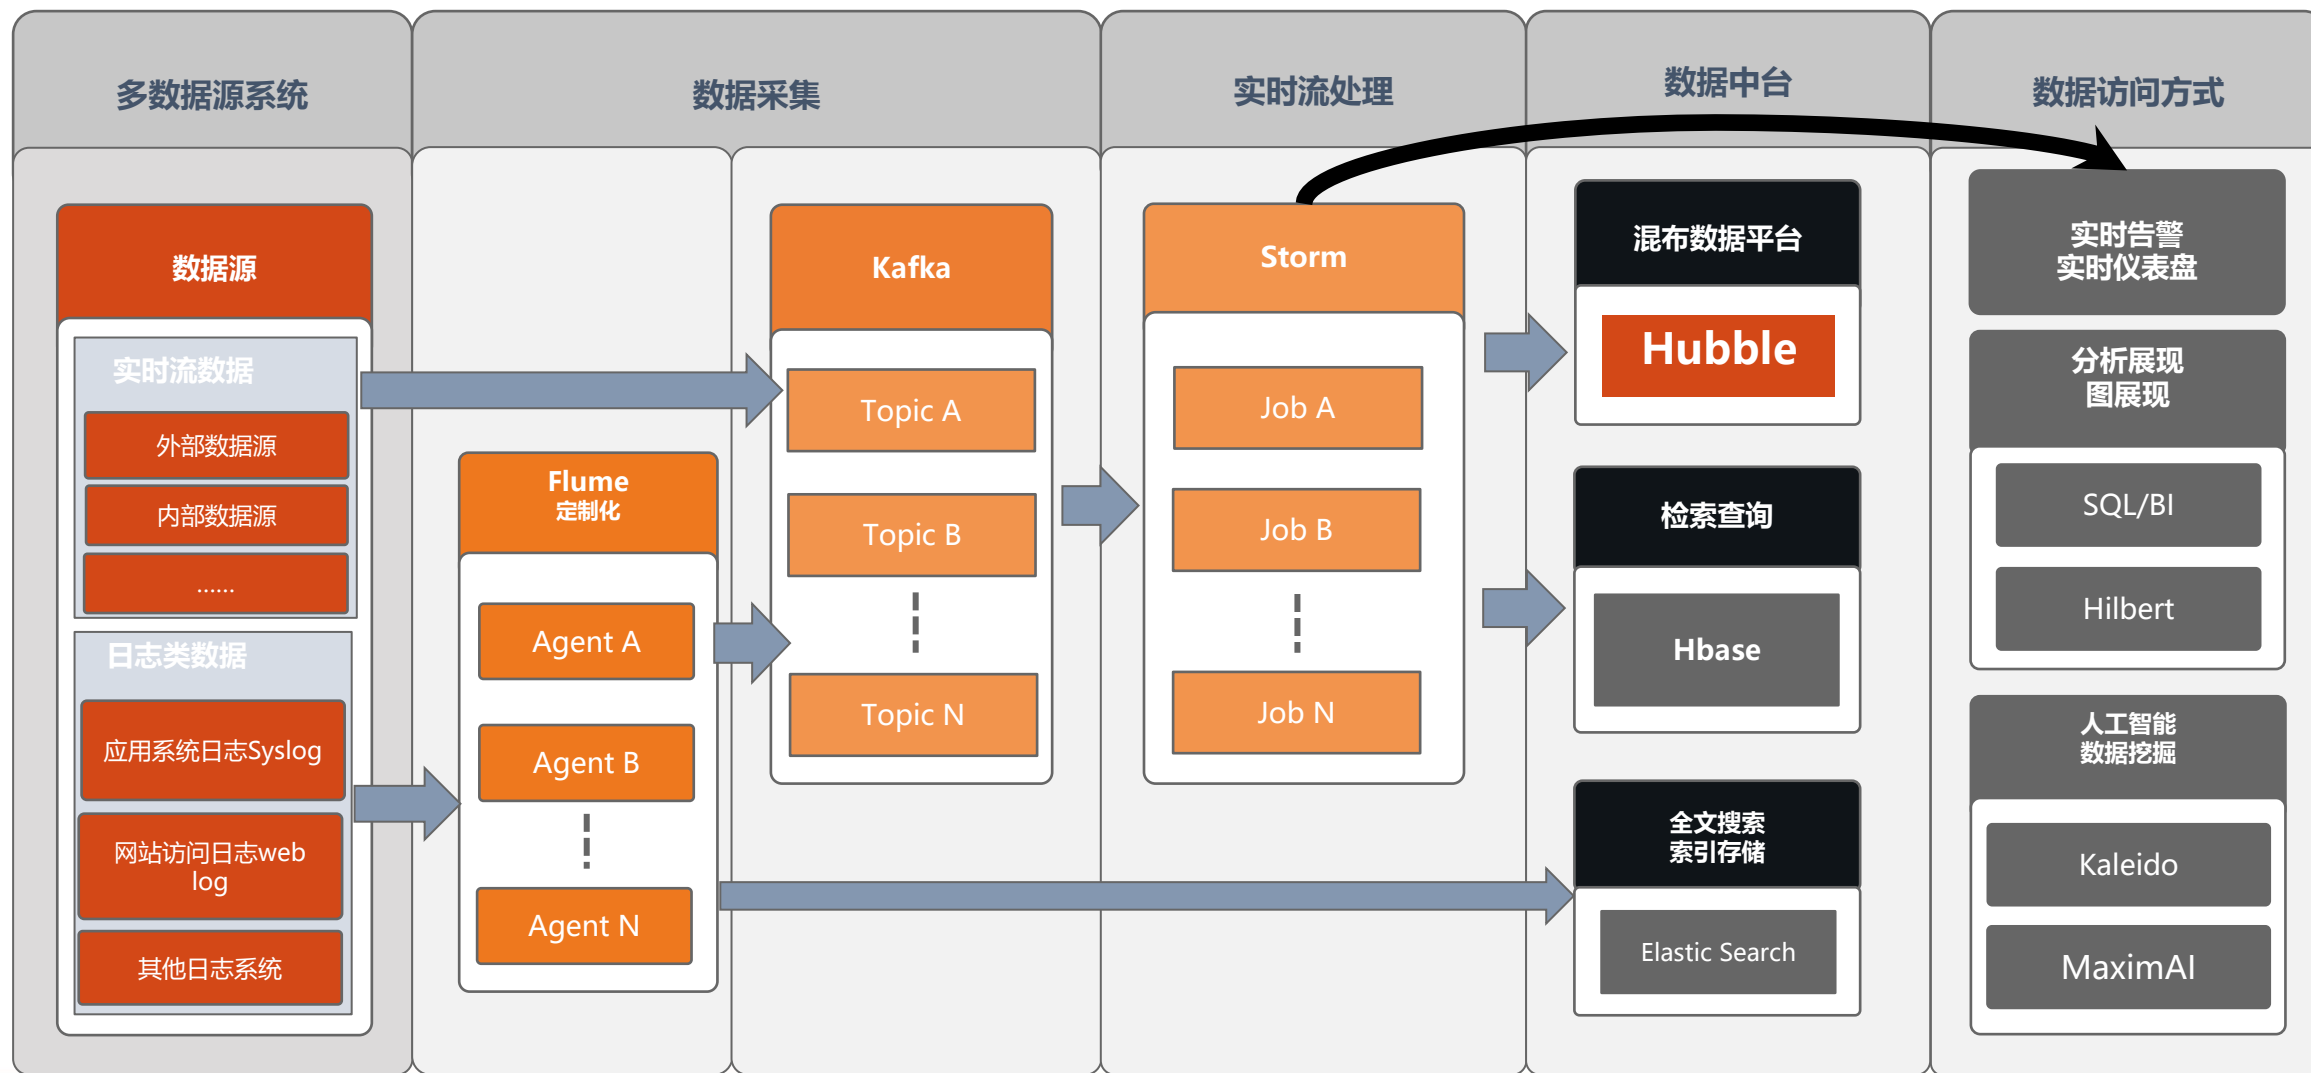 多数据源系统
数据采集
实时流处理
数据中台
数据访问方式
数据源
实时流数据
外部数据源
内部数据源
......
日志类数据
应用系统日志Syslog
网站访问日志web
log
其他日志系统
Flume
定制化
Agent A
Agent B
Agent N
Kafka
Topic A
Topic B
Topic N
Storm
Job A
Job B
Job N
混布数据平台
Hubble
检索查询
Hbase
全文搜索
索引存储
Elastic Search
实时告警
实时仪表盘
分析展现
图展现
SQL/BI
Hilbert
人工智能
数据挖掘
Kaleido
MaximAI